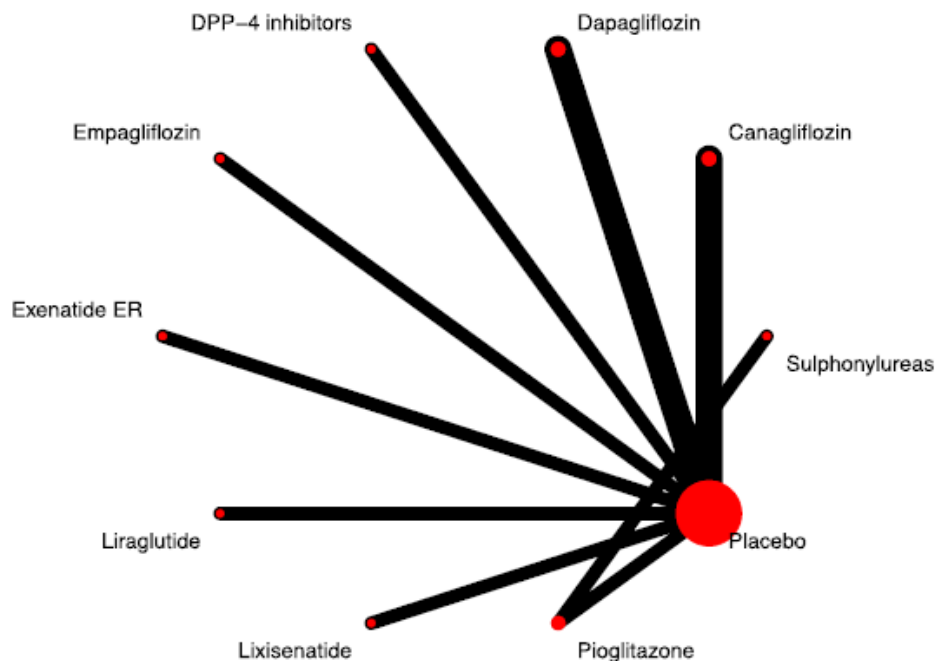 DPP−4 inhibitors
Dapagliflozin
Empagliflozin
Canagliflozin
Exenatide ER
Sulphonylureas
Liraglutide
Placebo
Lixisenatide
Pioglitazone